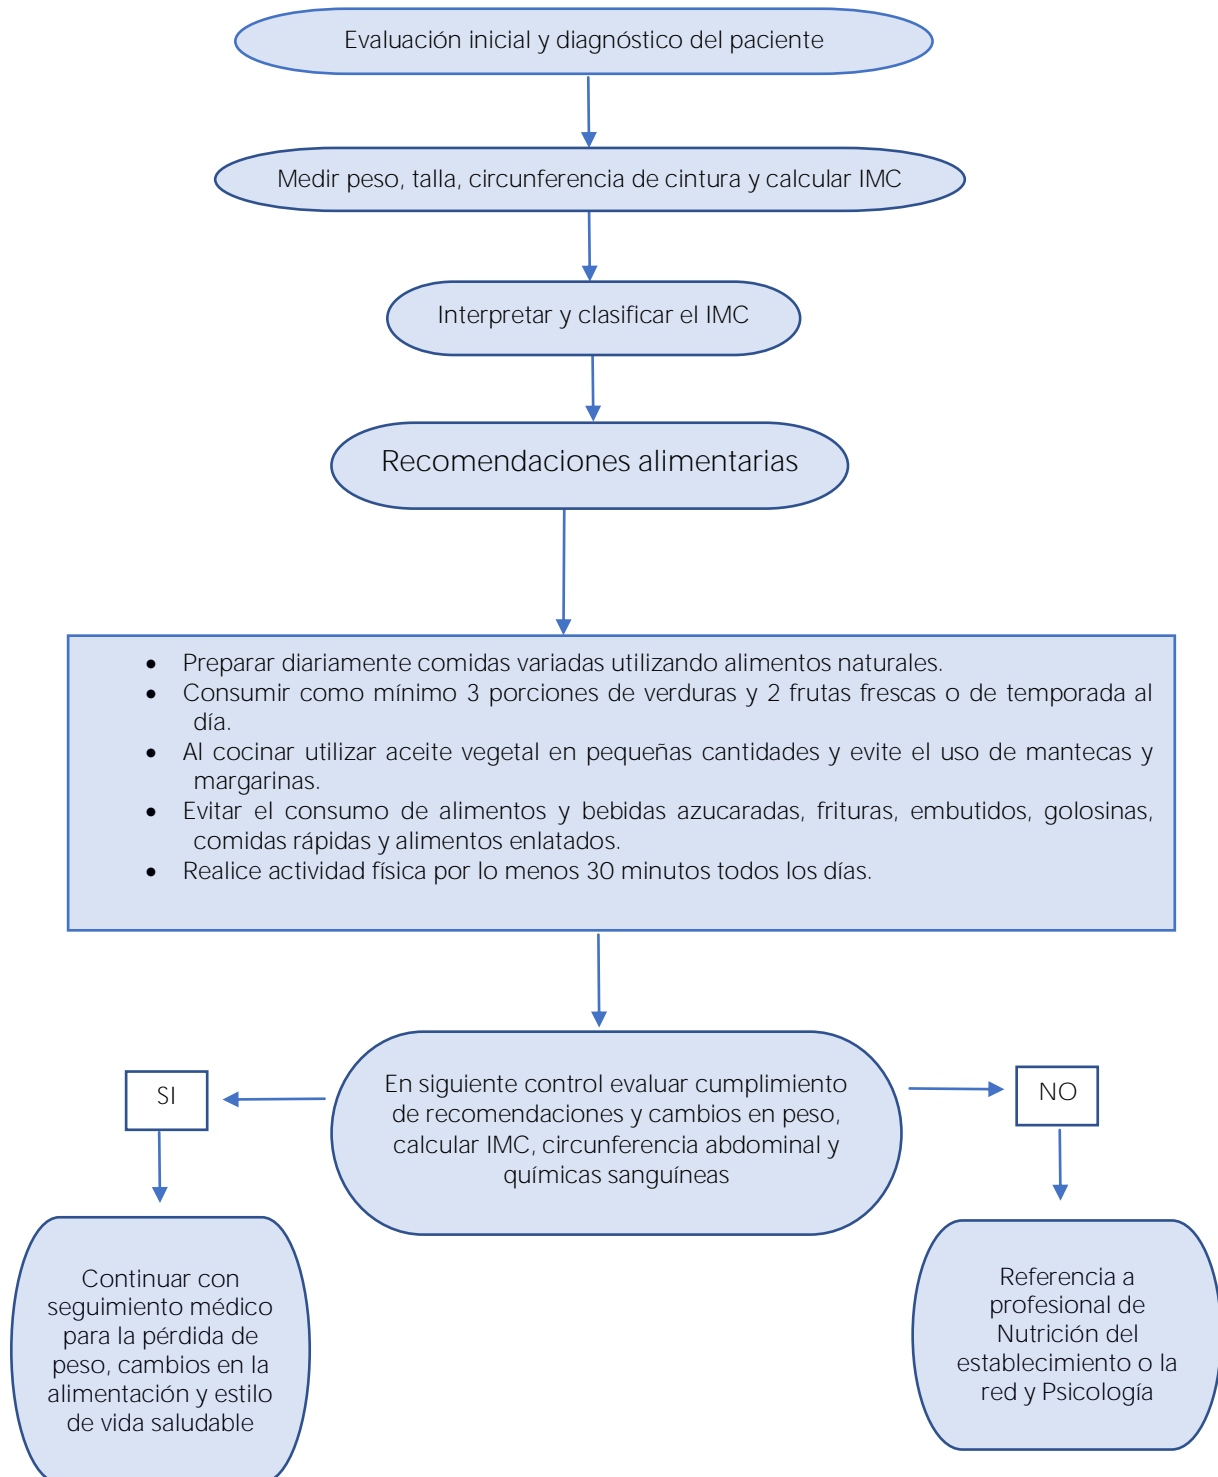 Evaluación inicial y diagnóstico del paciente
Medir peso, talla, circunferencia de cintura y calcular IMC
Interpretar y clasificar el IMC
Recomendaciones alimentarias
• Preparar diariamente comidas variadas utilizando alimentos naturales.
• Consumir como mínimo 3 porciones de verduras y 2 frutas frescas o de temporada al
día.
• Al cocinar utilizar aceite vegetal en pequeñas cantidades y evite el uso de mantecas y
margarinas.
• Evitar el consumo de alimentos y bebidas azucaradas, frituras, embutidos, golosinas,
comidas rápidas y alimentos enlatados.
• Realice actividad física por lo menos 30 minutos todos los días.
En siguiente control evaluar cumplimiento
de recomendaciones y cambios en peso,
calcular IMC, circunferencia abdominal y
químicas sanguíneas
SI
NO
Continuar con
seguimiento médico
para la pérdida de
peso, cambios en la
alimentación y estilo
de vida saludable
Referencia a
profesional de
Nutrición del
establecimiento o la
red y Psicología